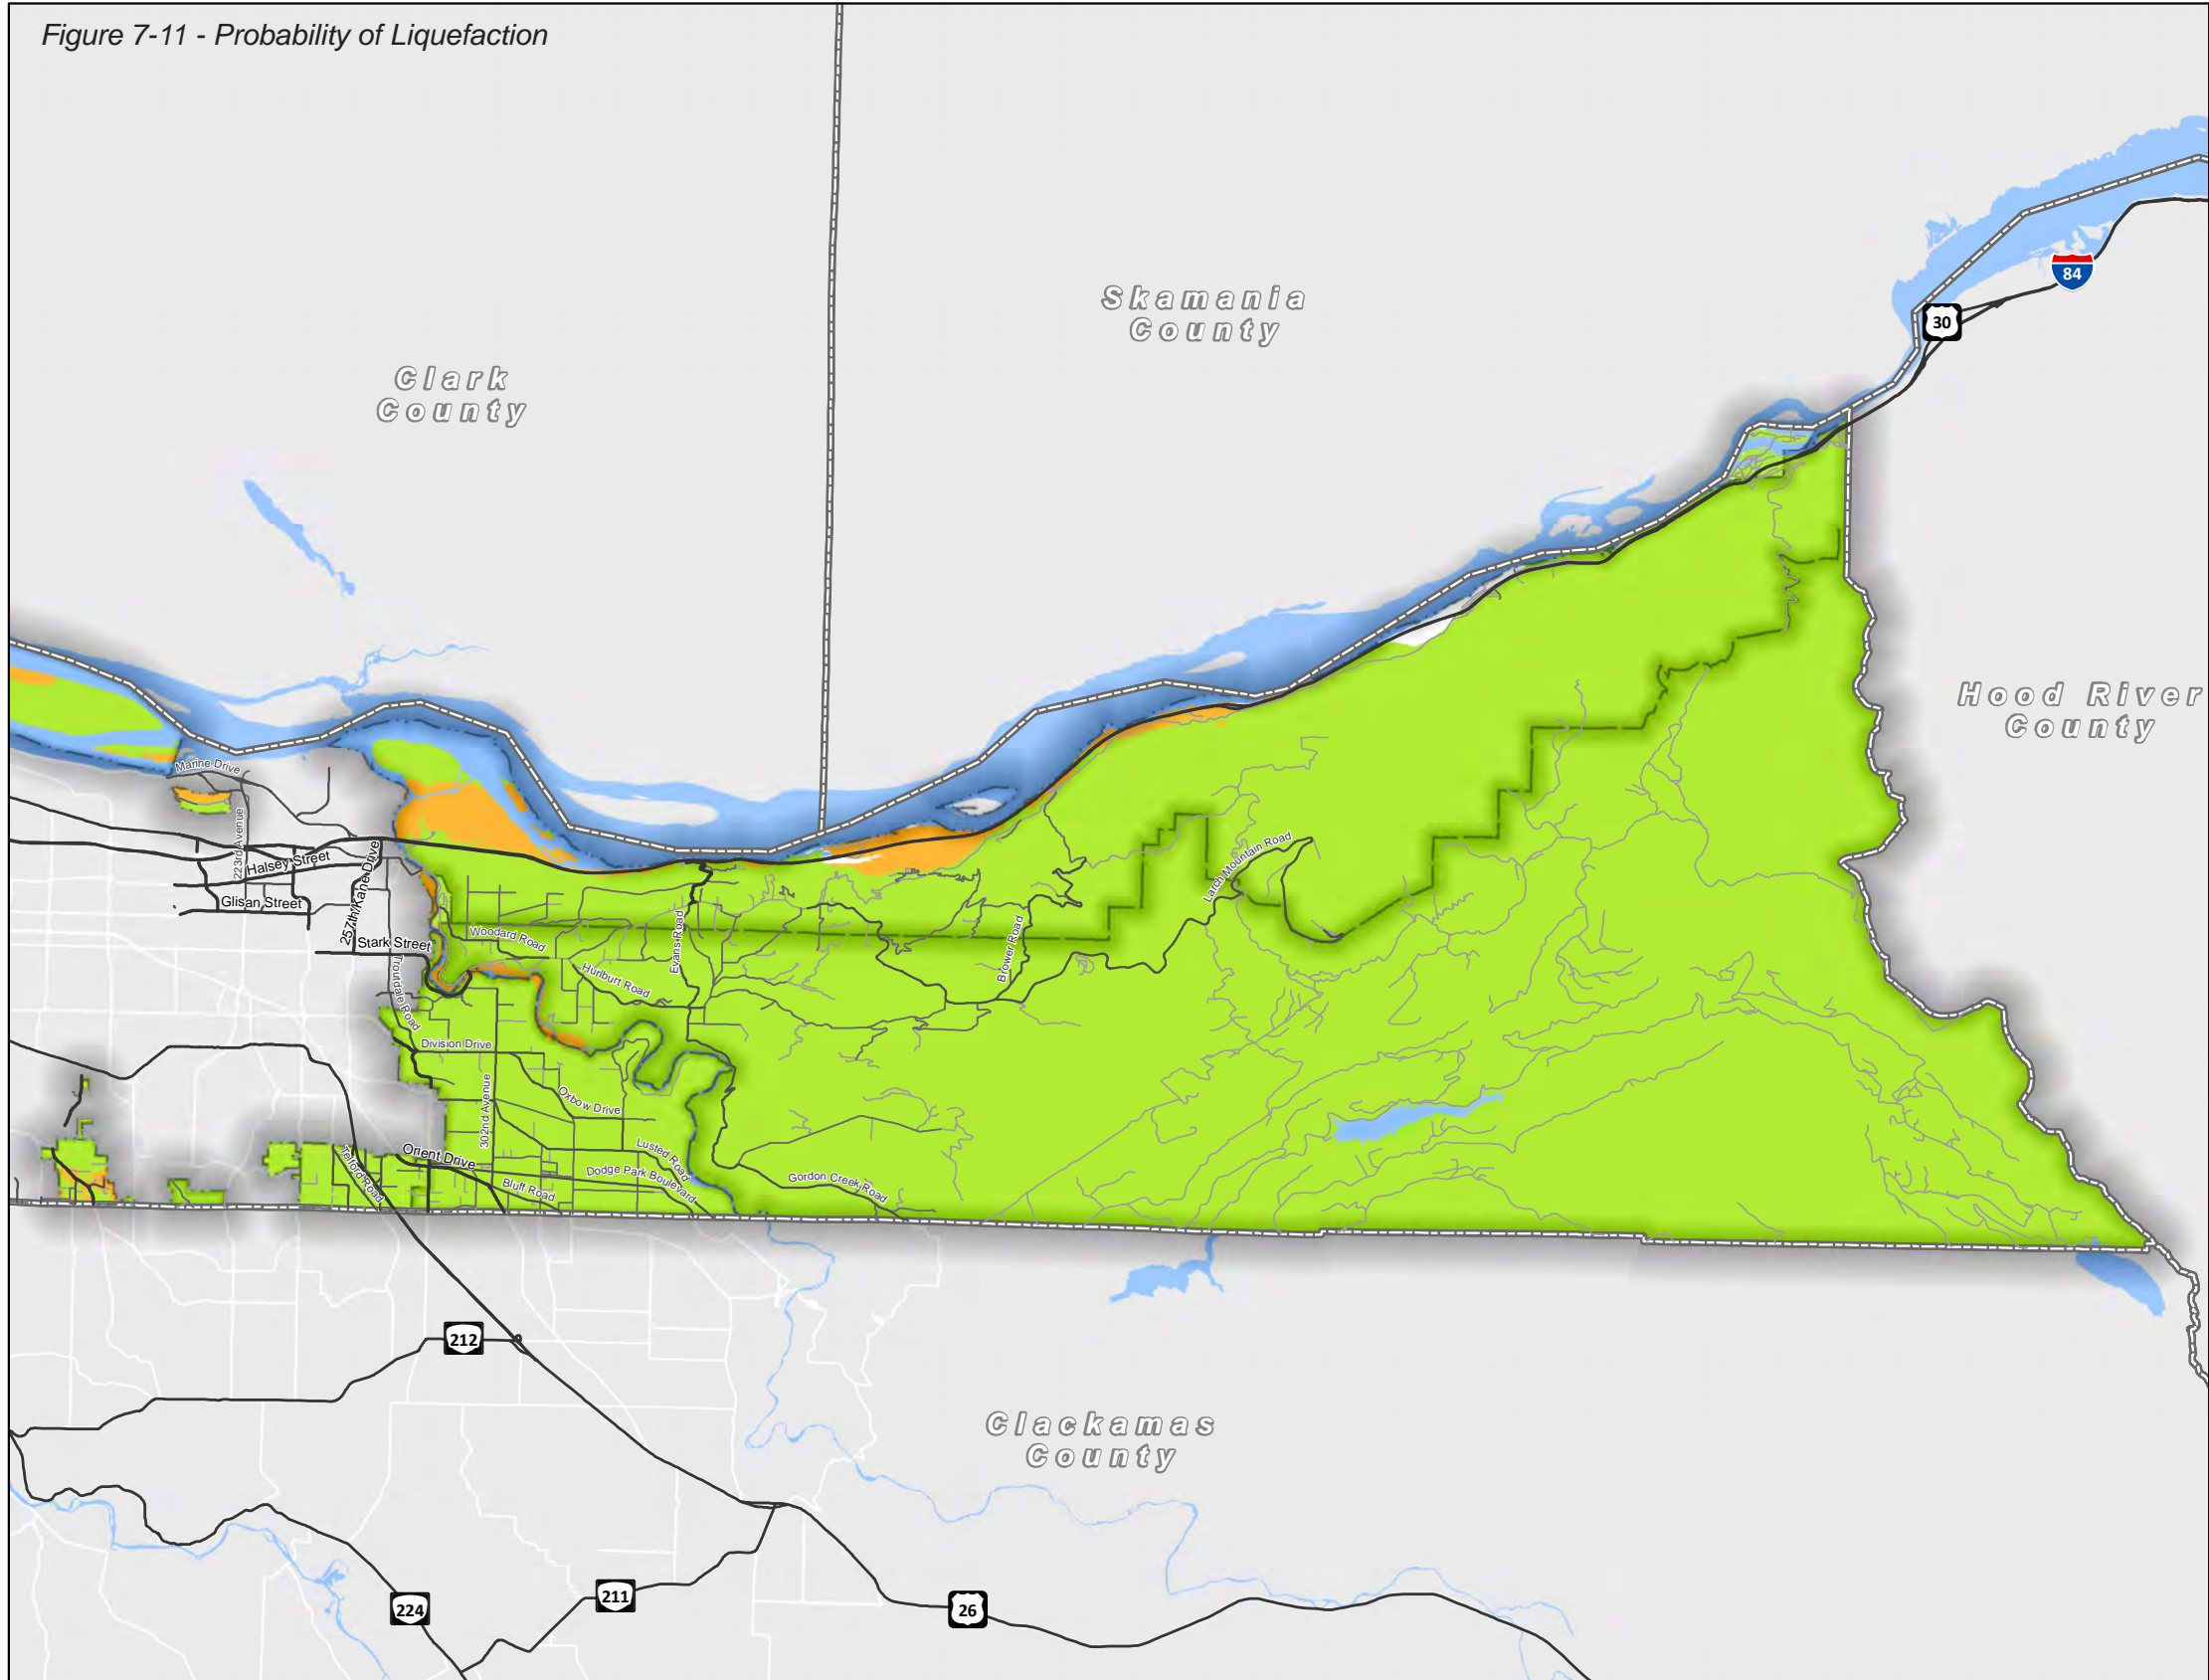 Figure 7-11 - Probability of Liquefaction
84
Skamania
County
30
Clark
County
Hood River
County
Marine Drive
223rd Avenue
Halsey Street
Larch Mountain Road
257th/Kane Drive
Glisan Street
Stark Street
Woodard Road
Evans Road
Brower Road
Hurlburt Road
Troutdale Road
Division Drive
302nd Avenue
Oxbow Drive
Orient Drive
Lusted Road
Telford Road
Dodge Park Boulevard
Gordon Creek Road
Bluff Road
212
Clackamas
County
211
224
26